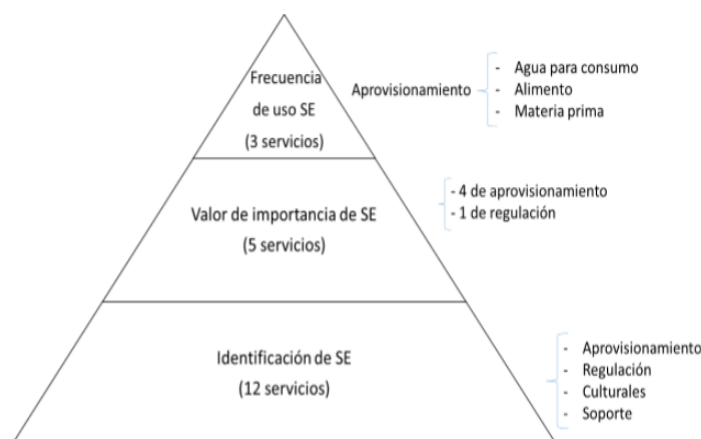 Frecuencia
de uso SE
(3 servicios)
Aprovisionamiento
- Agua para consumo
- Alimento
- Materia prima
Valor de importancia de SE
(5 servicios)
- 4 de aprovisionamiento
- 1 de regulación
Identificación de SE
(12 servicios)
- Aprovisionamiento
- Regulación
- Culturales
- Soporte